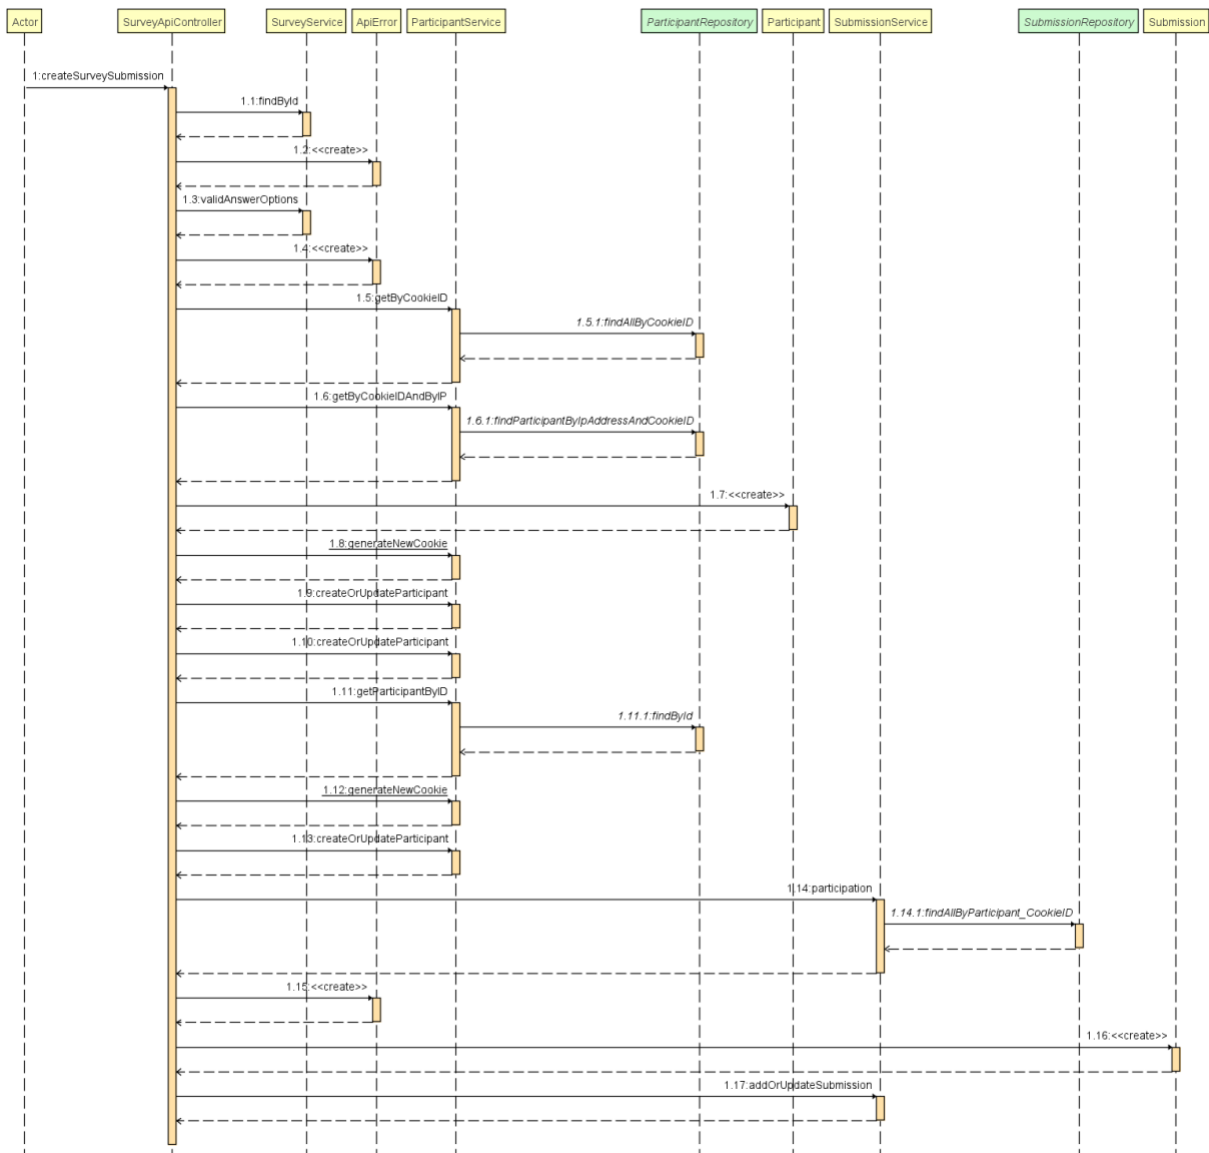 Actor
SurveyApiController
SurveyService
ApiError
ParticipantService
ParticipantRepository
Participant
SubmissionService
SubmissionRepository
Submission
1:createSurveySubmission
1.1:findById
1.2:<<create>>
1.3:validAnswerOptions
1.4:<<create>>
1.5:getByCookieID
1.5.1:findAllByCookieID
1.6:getByCookieIDAndByIP
1.6.1:findParticipantByIpAddressAndCookieID
1.7:<<create>>
1.8:generateNewCookie
1.9:createOrUpdateParticipant
1.10:createOrUpdateParticipant
1.11:getParticipantByID
1.11.1:findById
1.12:generateNewCookie
1.13:createOrUpdateParticipant
1.14:participation
1.14.1:findAllByParticipant_CookieID
1.15:<<create>>
1.16:<<create>>
1.17:addOrUpdateSubmission